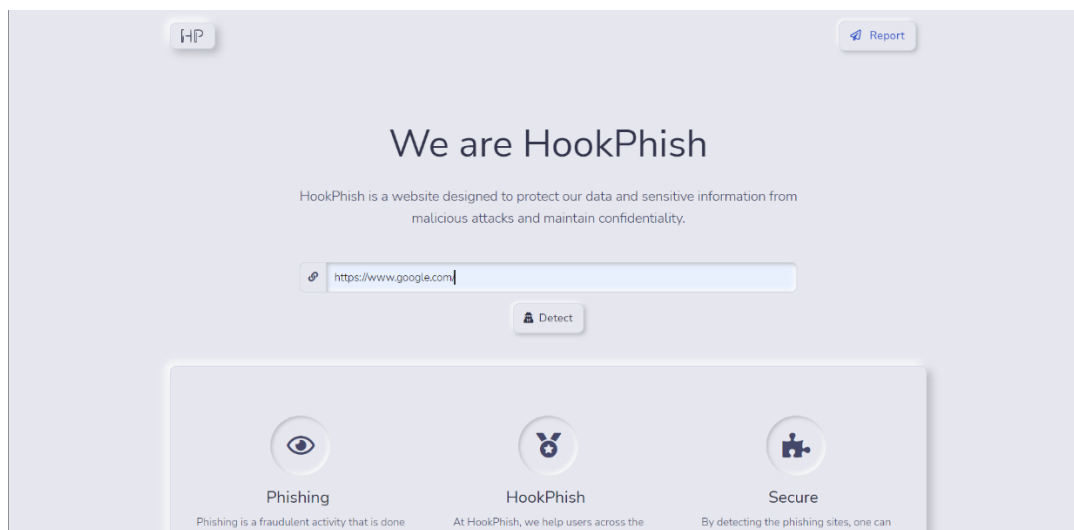 HP
Report
We are HookPhish
HookPhish is a website designed to protect our data and sensitive information from
malicious attacks and maintain confidentiality.
https://www.google.com/
Detect
Phishing
HookPhish
Secure
Phishing is a fraudulent activity that is done
At HookPhish, we help users across the
By detecting the phishing sites, one can